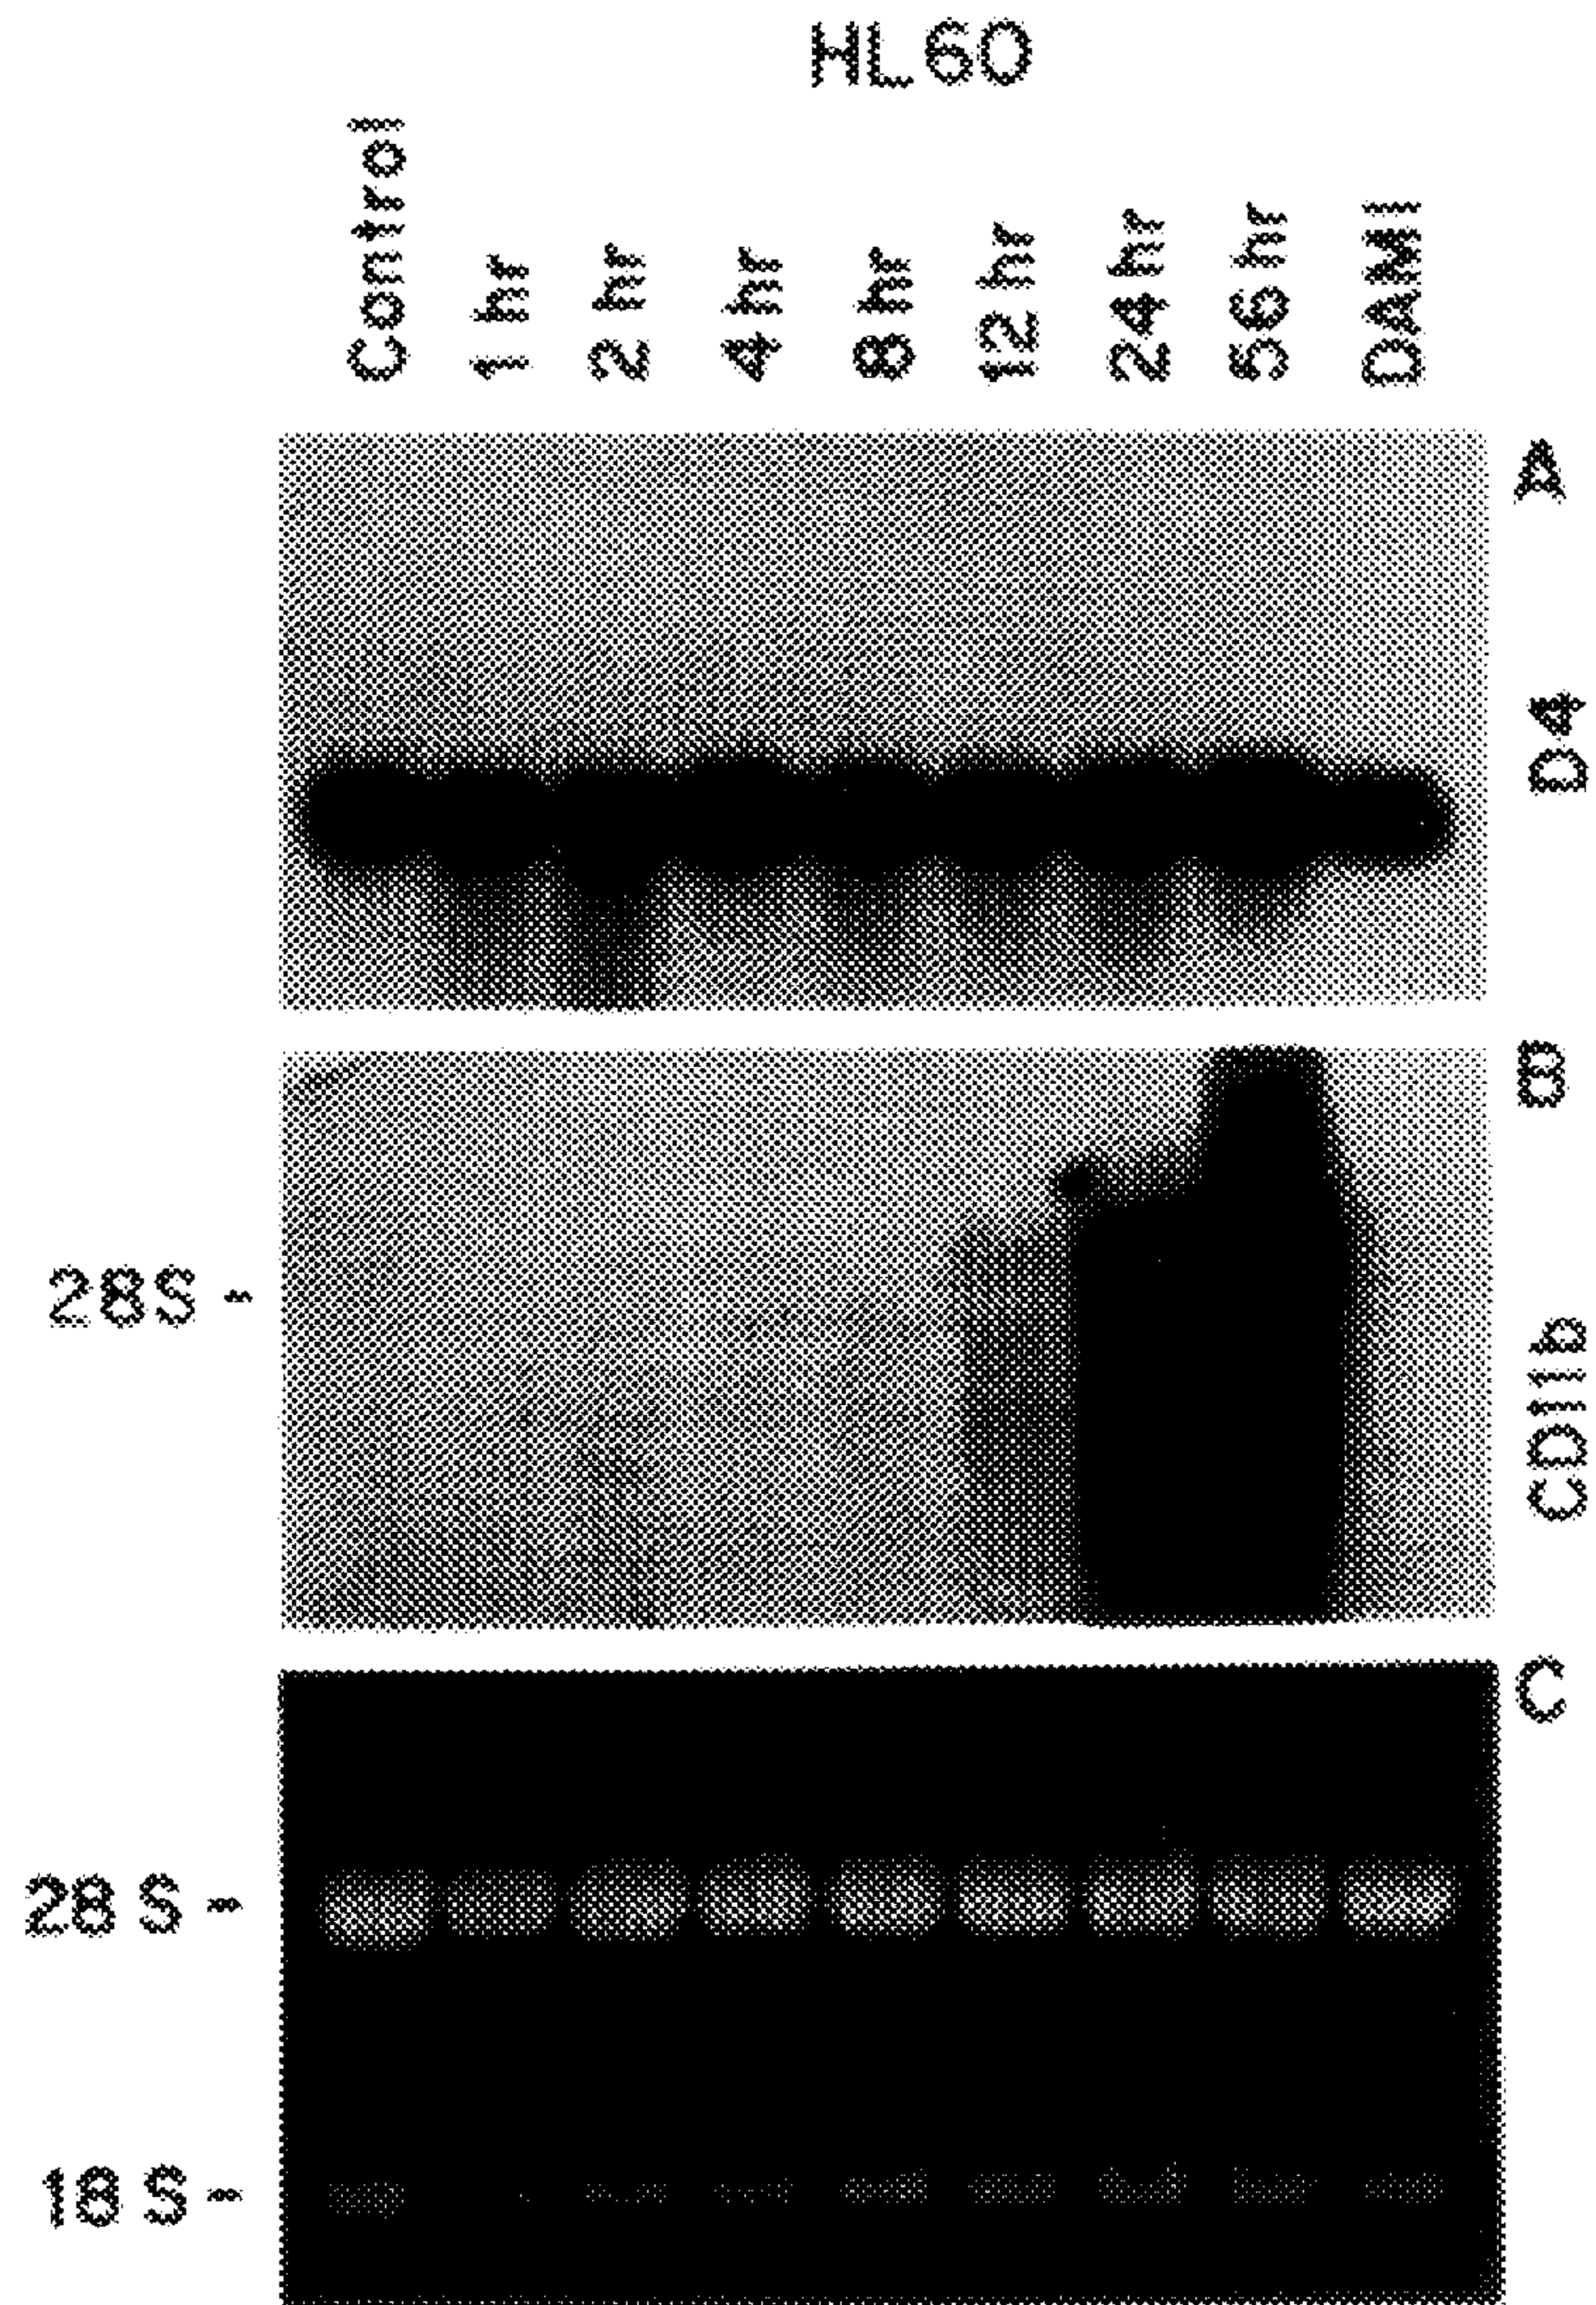 HL60
Control
1 hr
2 hr
4 hr
8 hr
12 hr
24 hr
56 hr
DAMI
A
D4
B
28S -
CD11b
C
28 S -
18 S -